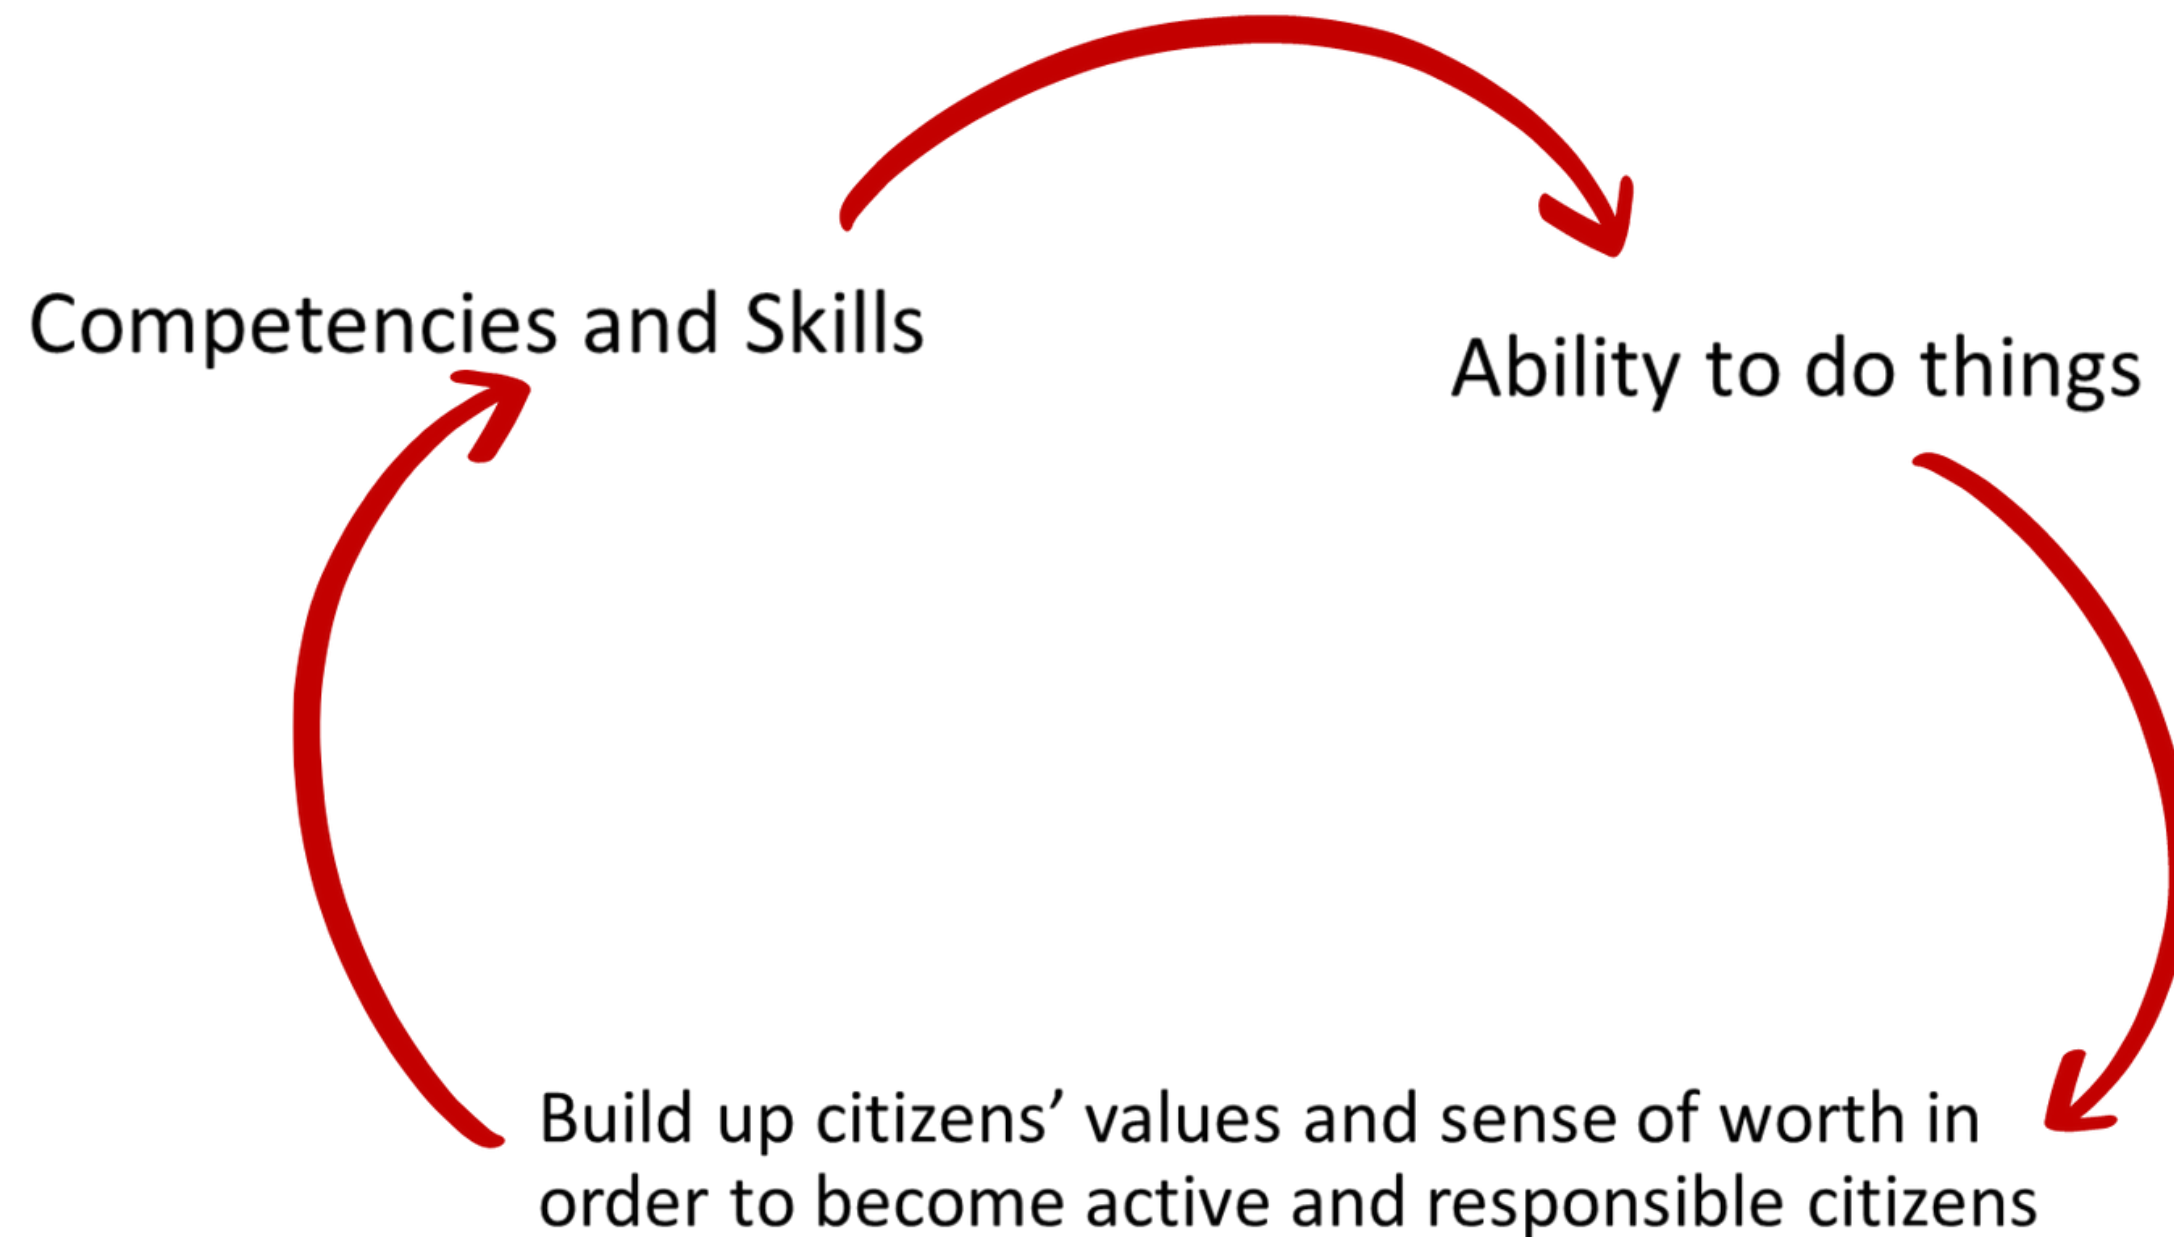 Competencies and Skills
Ability to do things
Build up citizens’ values and sense of worth in
order to become active and responsible citizens